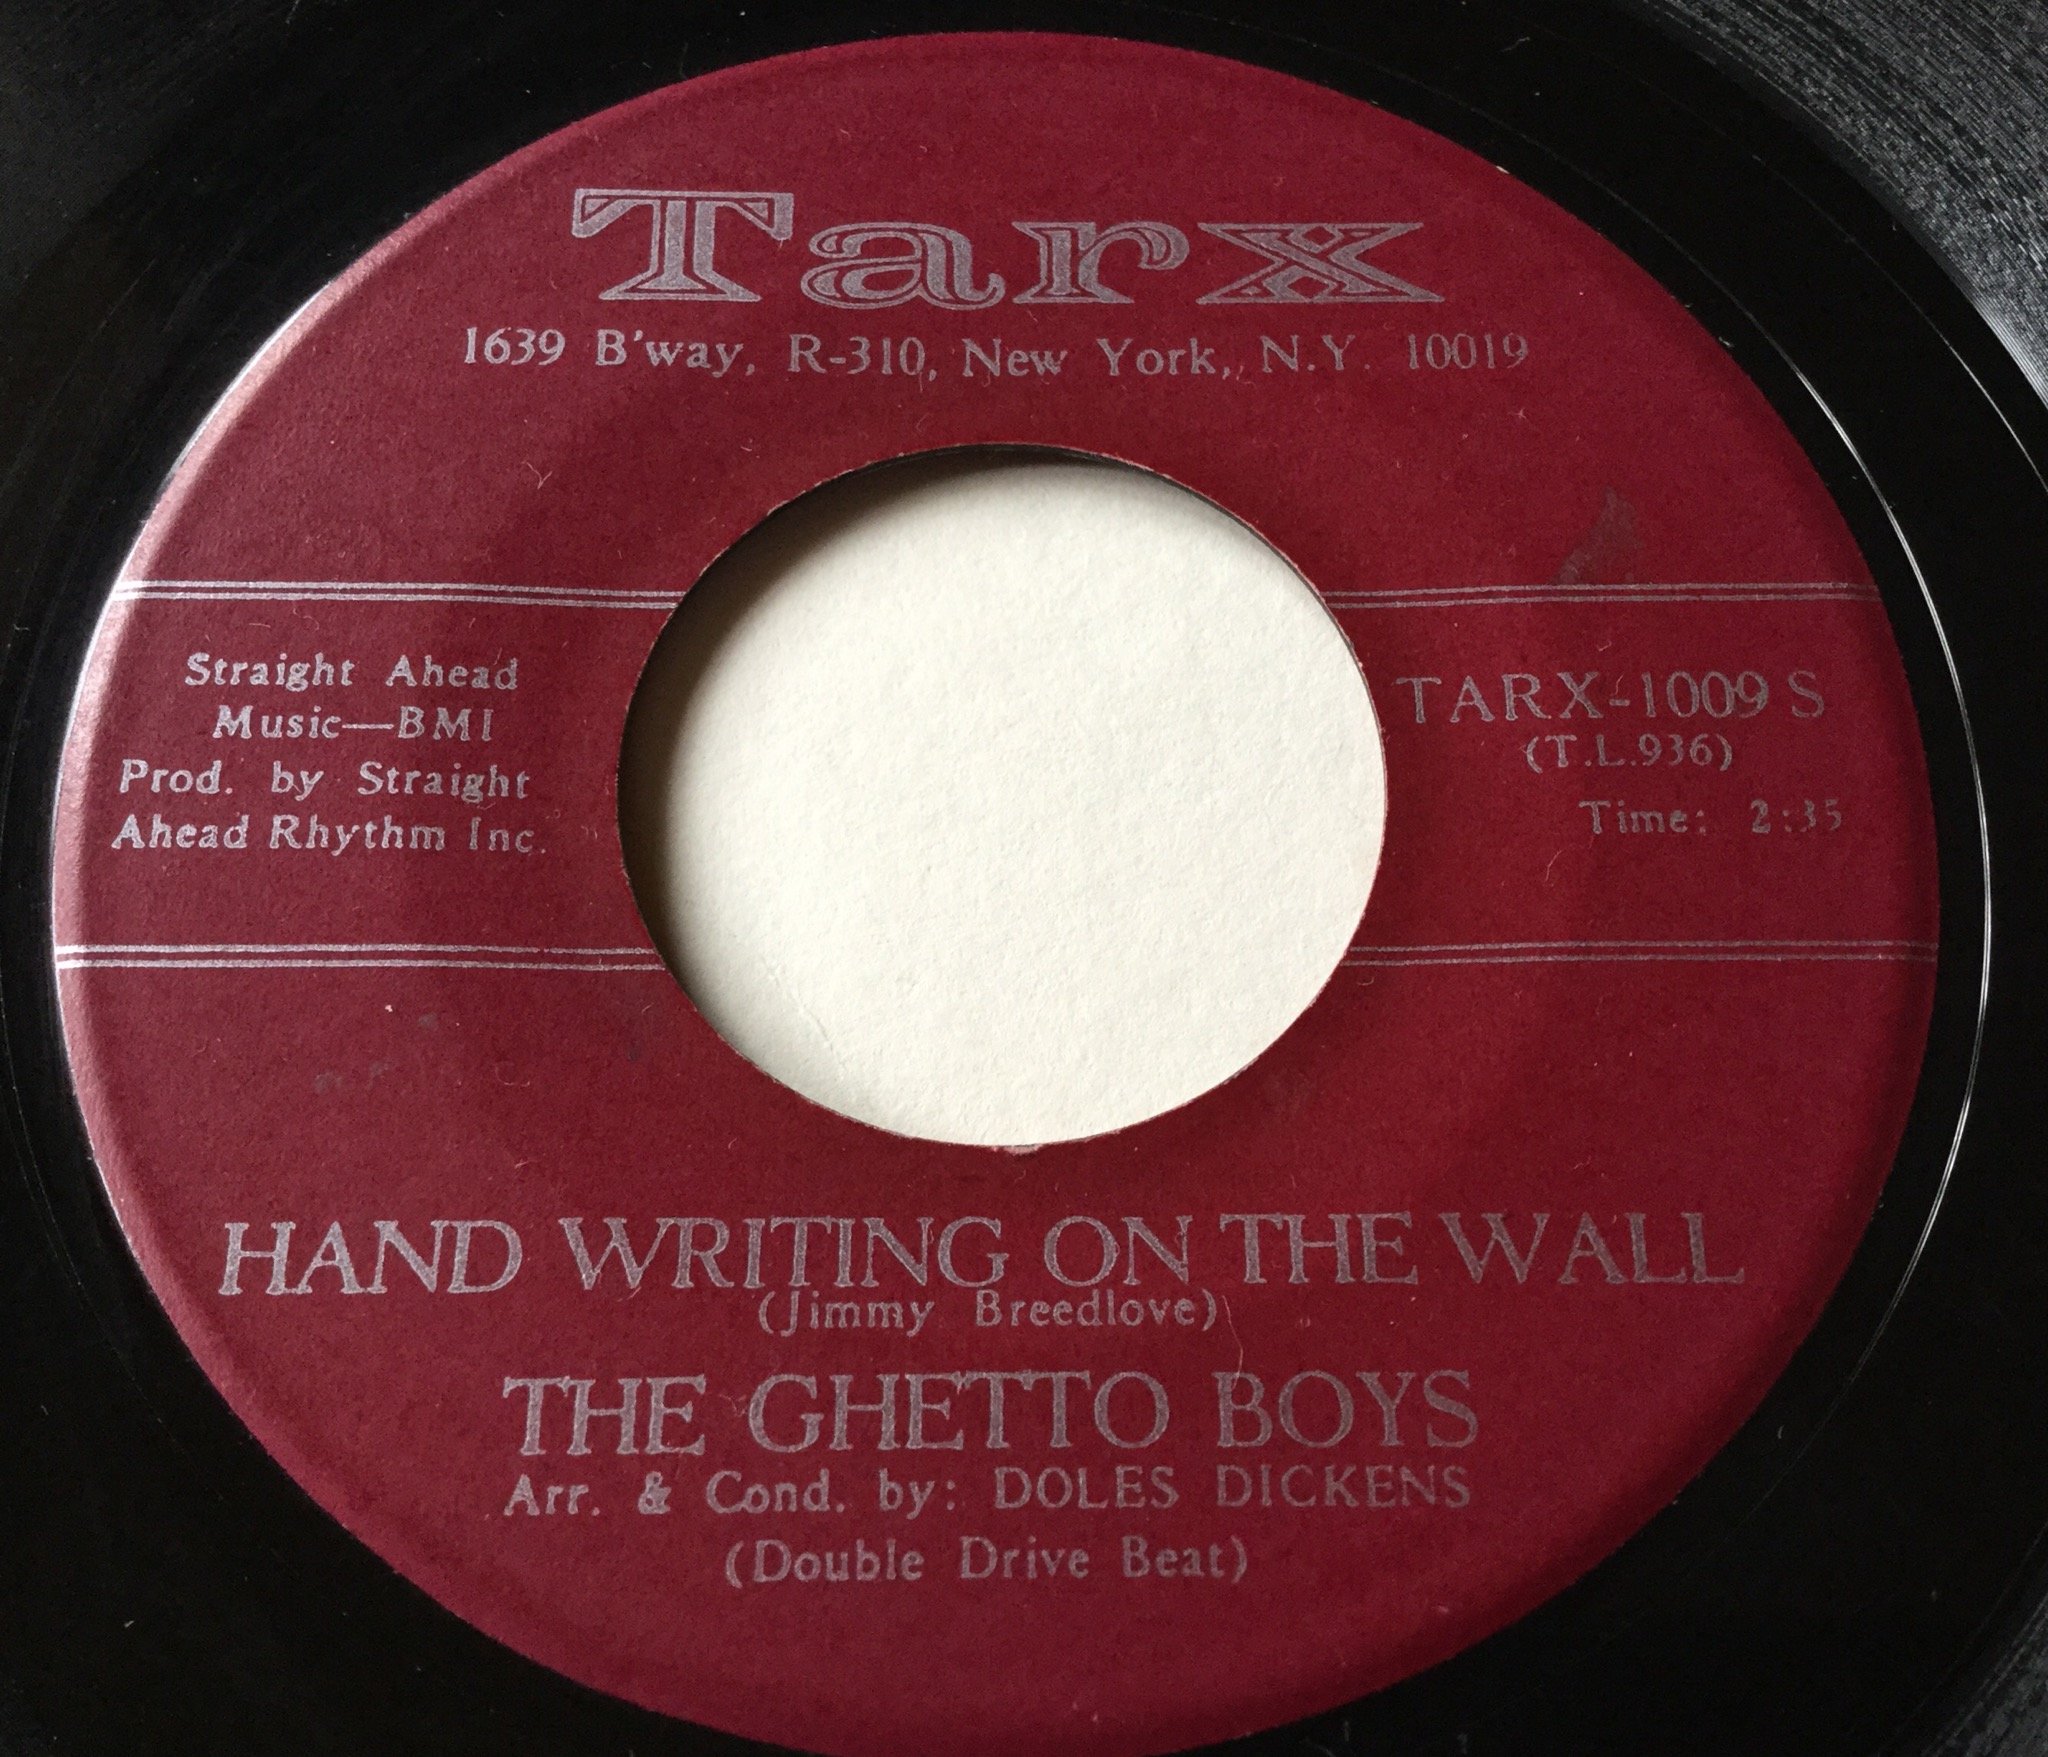 Tarx
1639 B'way, R-310, New York, N.Y. 10019
Straight Ahead
Music—BMI
Prod. by Straight
Ahead Rhythm Inc.
TARX-1009 S
(T.L.936)
Time: 2:35
HAND WRITING ON THE WALL
(Jimmy Breedlove)
THE GHETTO BOYS
Arr. & Cond. by: DOLES DICKENS
(Double Drive Beat)